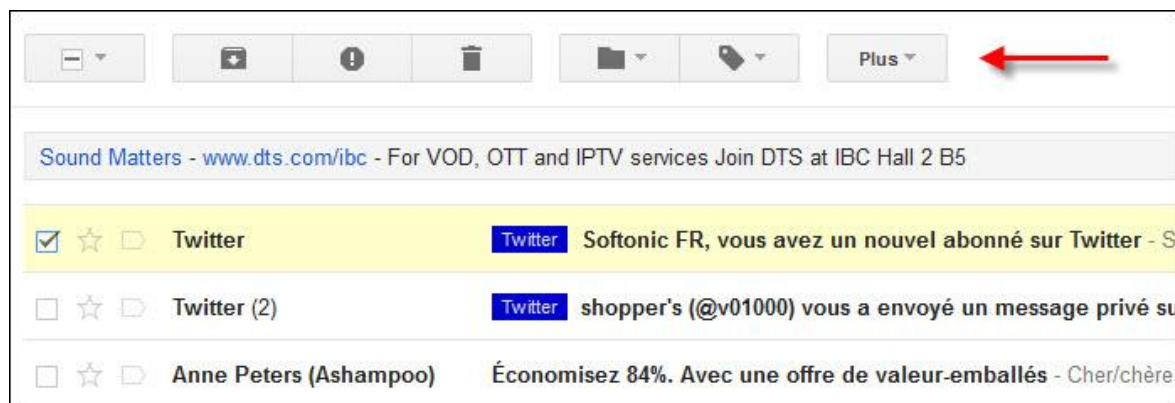 Plus
Sound Matters - www.dts.com/ibc - For VOD, OTT and IPTV services Join DTS at IBC Hall 2 B5
Twitter Twitter Softonic FR, vous avez un nouvel abonné sur Twitter - S
Twitter (2) Twitter shopper's (@v01000) vous a envoyé un message privé su
Anne Peters (Ashampoo) Économisez 84%. Avec une offre de valeur-emballés - Cher/chère